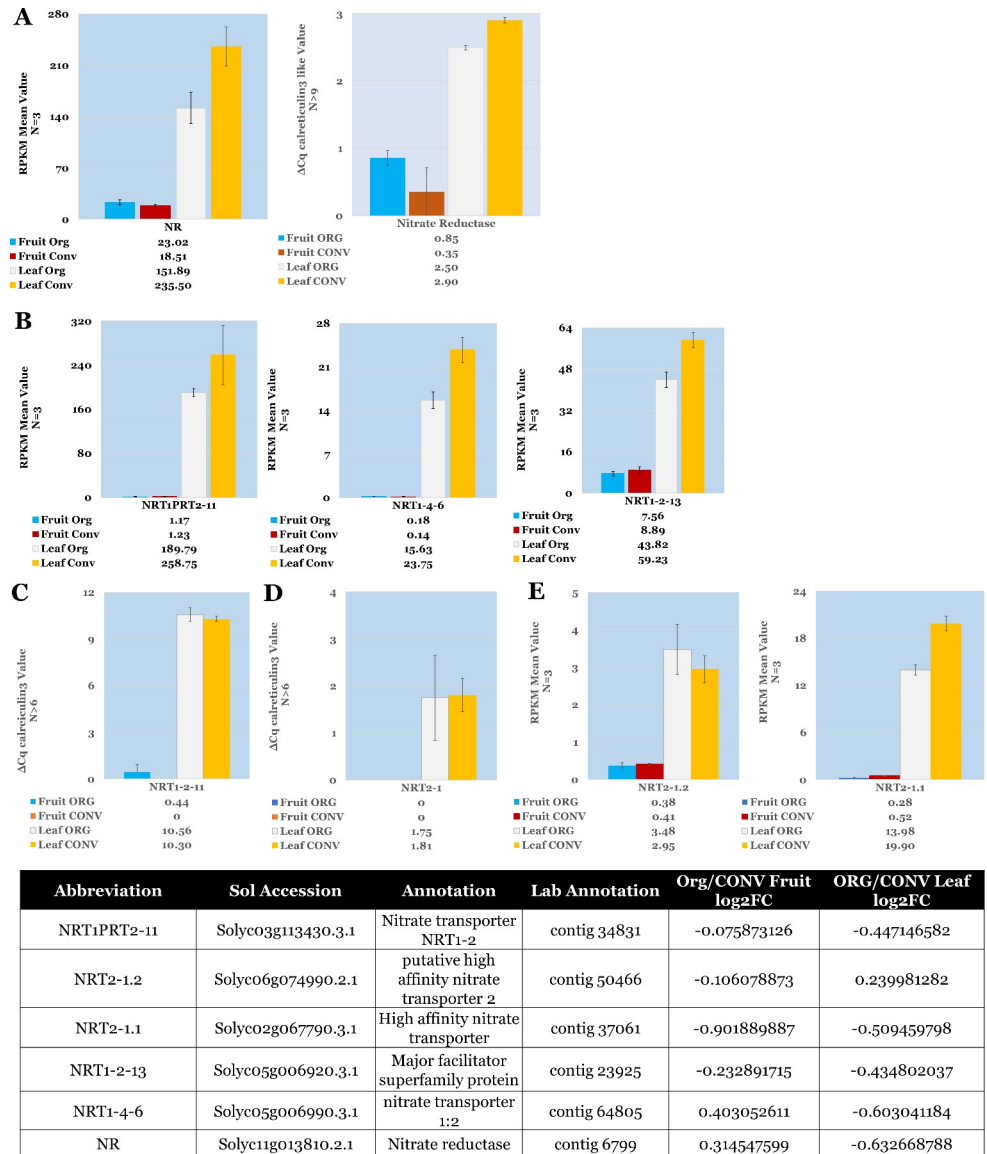 A
280
210
140
70
0
RPKM Mean Value
N=3
NR
Fruit Org 23.02
Fruit Conv 18.51
Leaf Org 151.89
Leaf Conv 235.50
3
2
1
0
ΔCq calreticulin3 like Value
N>9
Nitrate Reductase
Fruit ORG 0.85
Fruit CONV 0.35
Leaf ORG 2.50
Leaf CONV 2.90
B
320
240
160
80
0
RPKM Mean Value
N=3
NRT1PRT2-11
Fruit Org 1.17
Fruit Conv 1.23
Leaf Org 189.79
Leaf Conv 258.75
28
21
14
7
0
RPKM Mean Value
N=3
NRT1-4-6
Fruit Org 0.18
Fruit Conv 0.14
Leaf Org 15.63
Leaf Conv 23.75
64
48
32
16
0
RPKM Mean Value
N=3
NRT1-2-13
Fruit Org 7.56
Fruit Conv 8.89
Leaf Org 43.82
Leaf Conv 59.23
C
12
9
6
3
0
ΔCq calreiculin3 Value
N>6
NRT1-2-11
Fruit ORG 0.44
Fruit CONV 0
Leaf ORG 10.56
Leaf CONV 10.30
D
4
3
2
1
0
ΔCq calreticulin3 Value
N>6
NRT2-1
Fruit ORG 0
Fruit CONV 0
Leaf ORG 1.75
Leaf CONV 1.81
E
5
4
3
2
1
0
RPKM Mean Value
N=3
NRT2-1.2
Fruit ORG 0.38
Fruit CONV 0.41
Leaf ORG 3.48
Leaf CONV 2.95
24
18
12
6
0
RPKM Mean Value
N=3
NRT2-1.1
Fruit ORG 0.28
Fruit CONV 0.52
Leaf ORG 13.98
Leaf CONV 19.90
Abbreviation Sol Accession Annotation Lab Annotation Org/CONV Fruit log2FC ORG/CONV Leaf log2FC
NRT1PRT2-11 Solyc03g113430.3.1 Nitrate transporter NRT1-2 contig 34831 -0.075873126 -0.447146582
NRT2-1.2 Solyc06g074990.2.1 putative high affinity nitrate transporter 2 contig 50466 -0.106078873 0.239981282
NRT2-1.1 Solyc02g067790.3.1 High affinity nitrate transporter contig 37061 -0.901889887 -0.509459798
NRT1-2-13 Solyc05g006920.3.1 Major facilitator superfamily protein contig 23925 -0.232891715 -0.434802037
NRT1-4-6 Solyc05g006990.3.1 nitrate transporter 1:2 contig 64805 0.403052611 -0.603041184
NR Solyc11g013810.2.1 Nitrate reductase contig 6799 0.314547599 -0.632668788